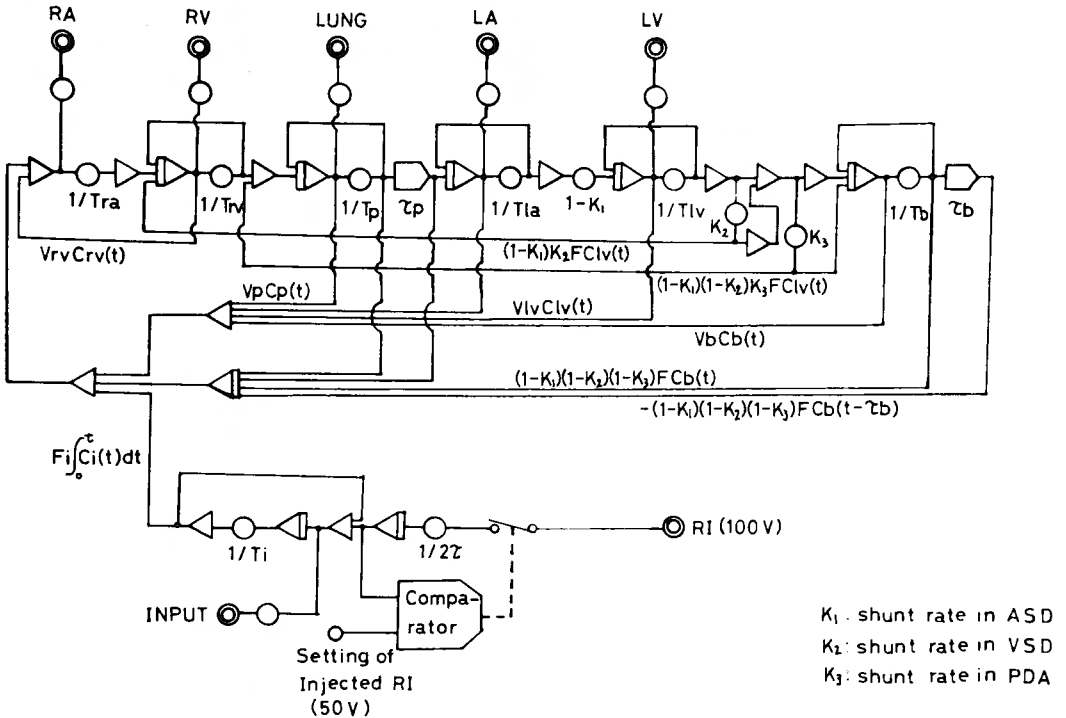 RA RV LUNG LA LV
1/Tra 1/Trv 1/Tp τp 1/Tla 1-K₁ 1/Tlv K₂ K₃ 1/Tb τb
VrvCrv(t)
(1-K₁)K₂FClv(t)
(1-K₁)(1-K₂)K₃FClv(t)
VpCp(t)
VlvClv(t)
VbCb(t)
(1-K₁)(1-K₂)(1-K₃)FCb(t)
-(1-K₁)(1-K₂)(1-K₃)FCb(t-τb)
Fi∫₀^τCi(t)dt
1/Ti 1/2τ RI (100V)
INPUT
Compa-
rator
Setting of
Injected RI
(50V)
K₁: shunt rate in ASD
K₂: shunt rate in VSD
K₃: shunt rate in PDA